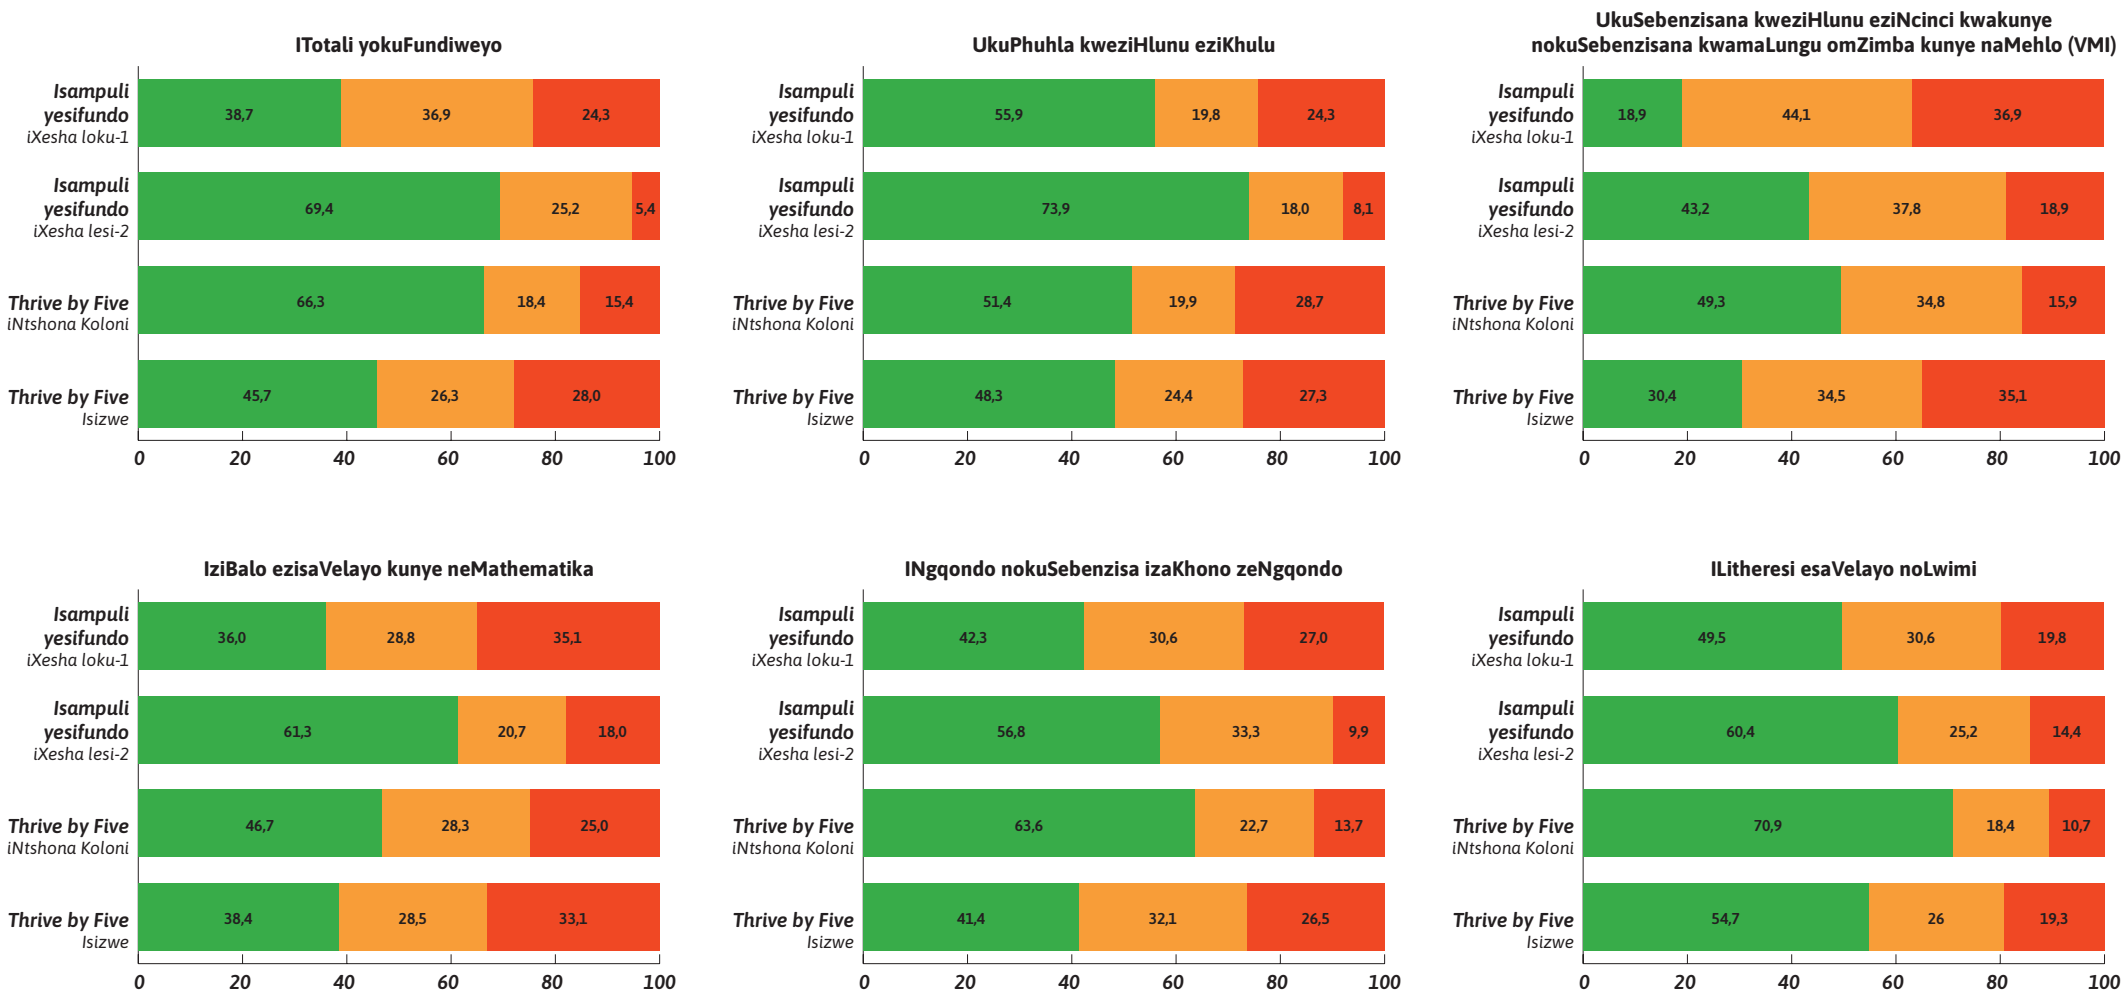 ITotali yokuFundiweyo
Isampuli
yesifundo
iXesha loku-1
38,7 36,9 24,3
Isampuli
yesifundo
iXesha lesi-2
69,4 25,2 5,4
Thrive by Five
iNtshona Koloni
66,3 18,4 15,4
Thrive by Five
Isizwe
45,7 26,3 28,0
0 20 40 60 80 100
UkuPhuhla kweziHlunu eziKhulu
Isampuli
yesifundo
iXesha loku-1
55,9 19,8 24,3
Isampuli
yesifundo
iXesha lesi-2
73,9 18,0 8,1
Thrive by Five
iNtshona Koloni
51,4 19,9 28,7
Thrive by Five
Isizwe
48,3 24,4 27,3
0 20 40 60 80 100
UkuSebenzisana kweziHlunu eziNcinci kwakunye
nokuSebenzisana kwamaLungu omZimba kunye naMehlo (VMI)
Isampuli
yesifundo
iXesha loku-1
18,9 44,1 36,9
Isampuli
yesifundo
iXesha lesi-2
43,2 37,8 18,9
Thrive by Five
iNtshona Koloni
49,3 34,8 15,9
Thrive by Five
Isizwe
30,4 34,5 35,1
0 20 40 60 80 100
IziBalo ezisaVelayo kunye neMathematika
Isampuli
yesifundo
iXesha loku-1
36,0 28,8 35,1
Isampuli
yesifundo
iXesha lesi-2
61,3 20,7 18,0
Thrive by Five
iNtshona Koloni
46,7 28,3 25,0
Thrive by Five
Isizwe
38,4 28,5 33,1
0 20 40 60 80 100
INgqondo nokuSebenzisa izaKhono zeNgqondo
Isampuli
yesifundo
iXesha loku-1
42,3 30,6 27,0
Isampuli
yesifundo
iXesha lesi-2
56,8 33,3 9,9
Thrive by Five
iNtshona Koloni
63,6 22,7 13,7
Thrive by Five
Isizwe
41,4 32,1 26,5
0 20 40 60 80 100
ILitheresi esaVelayo noLwimi
Isampuli
yesifundo
iXesha loku-1
49,5 30,6 19,8
Isampuli
yesifundo
iXesha lesi-2
60,4 25,2 14,4
Thrive by Five
iNtshona Koloni
70,9 18,4 10,7
Thrive by Five
Isizwe
54,7 26 19,3
0 20 40 60 80 100